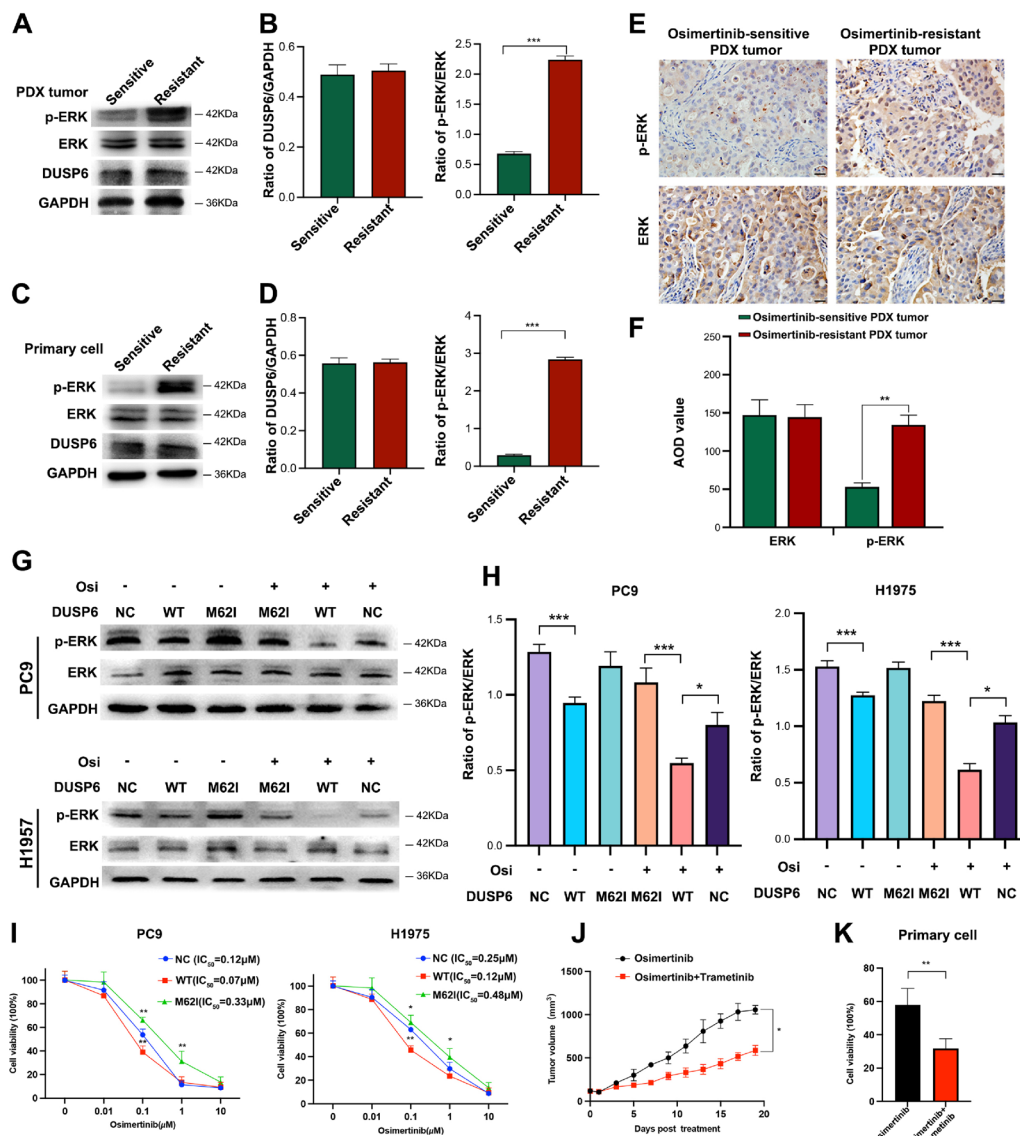 A
PDX tumor
Sensitive
Resistant
p-ERK
42KDa
ERK
42KDa
DUSP6
42KDa
GAPDH
36KDa
B
Ratio of DUSP6/GAPDH
0.6
0.4
0.2
0.0
Sensitive
Resistant
Ratio of p-ERK/ERK
2.5
2.0
1.5
1.0
0.5
0.0
***
Sensitive
Resistant
C
Primary cell
Sensitive
Resistant
p-ERK
42KDa
ERK
42KDa
DUSP6
42KDa
GAPDH
36KDa
D
Ratio of DUSP6/GAPDH
0.8
0.6
0.4
0.2
0.0
Sensitive
Resistant
Ratio of p-ERK/ERK
4
3
2
1
0
***
Sensitive
Resistant
E
Osimertinib-sensitive
PDX tumor
Osimertinib-resistant
PDX tumor
p-ERK
ERK
F
Osimertinib-sensitive PDX tumor
Osimertinib-resistant PDX tumor
AOD value
200
150
100
50
0
**
ERK
p-ERK
G
Osi - - - + + +
DUSP6 NC WT M62I M62I WT NC
PC9
p-ERK
42KDa
ERK
42KDa
GAPDH
36KDa
Osi - - - + + +
DUSP6 NC WT M62I M62I WT NC
H1957
p-ERK
42KDa
ERK
42KDa
GAPDH
36KDa
H
PC9
Ratio of p-ERK/ERK
1.5
1.0
0.5
0.0
***
***
*
Osi - - - + + +
DUSP6 NC WT M62I M62I WT NC
H1975
Ratio of p-ERK/ERK
2.0
1.5
1.0
0.5
0.0
***
***
*
Osi - - - + + +
DUSP6 NC WT M62I M62I WT NC
I
PC9
NC (IC50=0.12μM)
WT(IC50=0.07μM)
M62I(IC50=0.33μM)
Cell viability (100%)
100
80
60
40
20
0
**
**
**
0 0.01 0.1 1 10
Osimertinib(μM)
H1975
NC (IC50=0.25μM)
WT(IC50=0.12μM)
M62I(IC50=0.48μM)
Cell viability (100%)
100
80
60
40
20
0
*
**
*
0 0.01 0.1 1 10
Osimertinib(μM)
J
Osimertinib
Osimertinib+Trametinib
Tumor volume (mm3)
1500
1000
500
0
*
0 5 10 15 20
Days post treatment
K
Primary cell
Cell viability (100%)
80
60
40
20
0
**